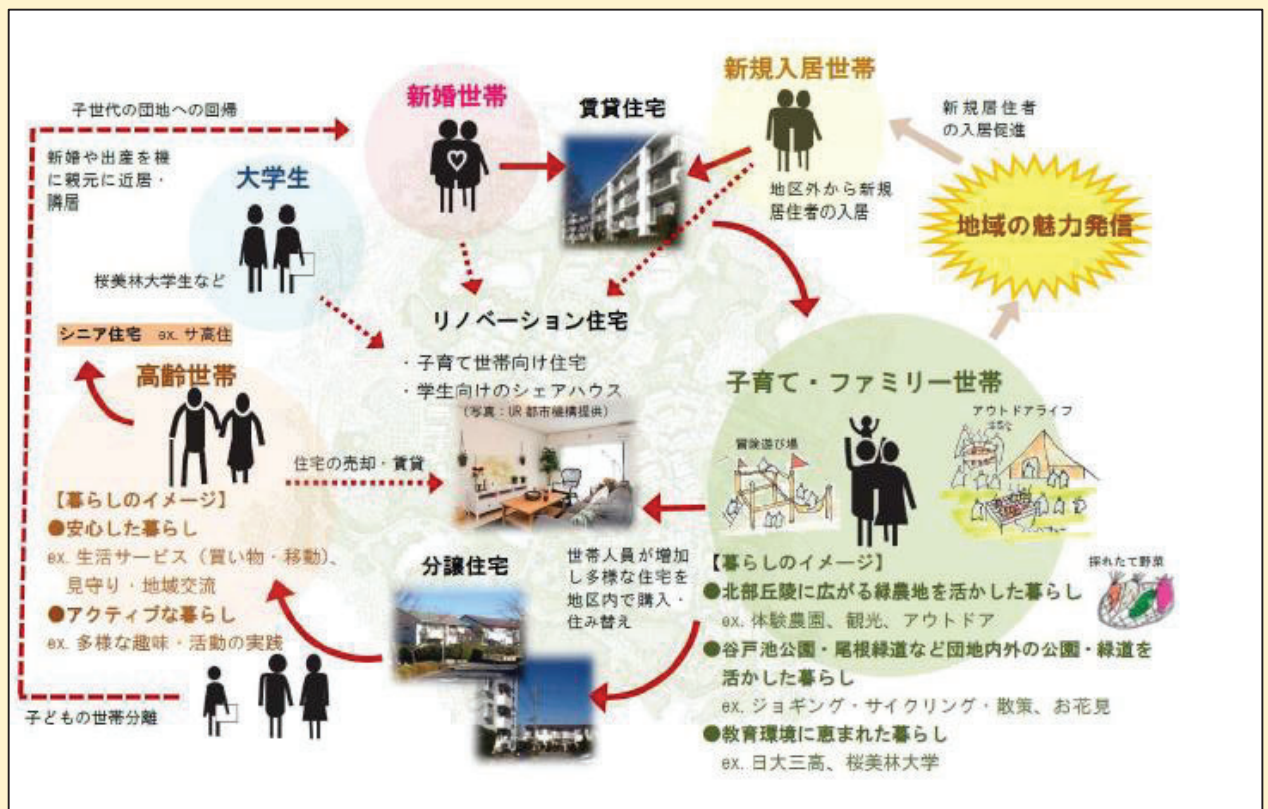 新規入居世帯
新婚世帯
賃貸住宅
子世代の団地への回帰
新規居住者
の入居促進
新婚や出産を機
に親元に近居・
隣居
大学生
地区外から新規
居住者の入居
地域の魅力発信
桜美林大学生など
リノベーション住宅
シニア住宅 ex. サ高住
・子育て世帯向け住宅
・学生向けのシェアハウス
(写真：UR 都市機構提供)
高齢世帯
子育て・ファミリー世帯
アウトドアライフ
冒険遊び場
住宅の売却・賃貸
【暮らしのイメージ】
●安心した暮らし
ex. 生活サービス（買い物・移動）、
見守り・地域交流
●アクティブな暮らし
ex. 多様な趣味・活動の実践
分譲住宅
世帯人員が増加
し多様な住宅を
地区内で購入・
住み替え
【暮らしのイメージ】
採れたて野菜
●北部丘陵に広がる緑農地を活かした暮らし
ex. 体験農園、観光、アウトドア
●谷戸池公園・尾根緑道など団地内外の公園・緑道を
活かした暮らし
ex. ジョギング・サイクリング・散策、お花見
●教育環境に恵まれた暮らし
ex. 日大三高、桜美林大学
子どもの世帯分離